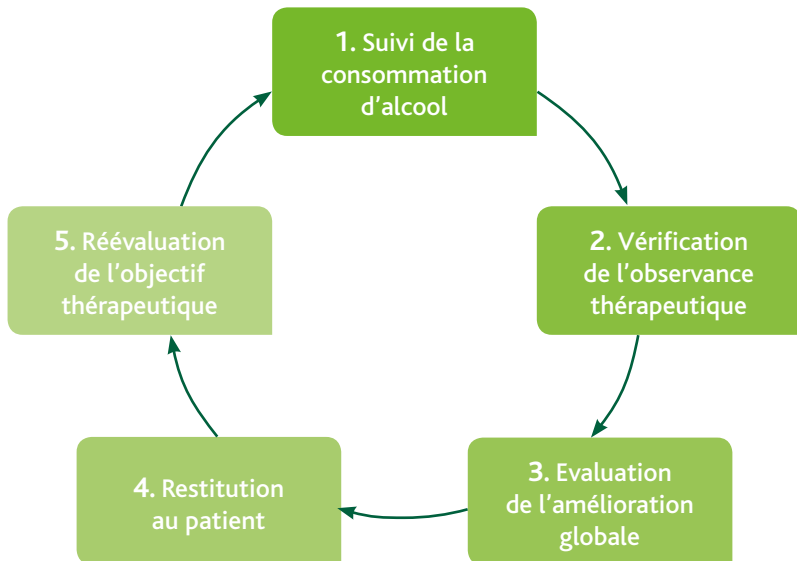 1. Suivi de la
consommation
d'alcool
2. Vérification
de l'observance
thérapeutique
3. Evaluation
de l'amélioration
globale
4. Restitution
au patient
5. Réévaluation
de l'objectif
thérapeutique